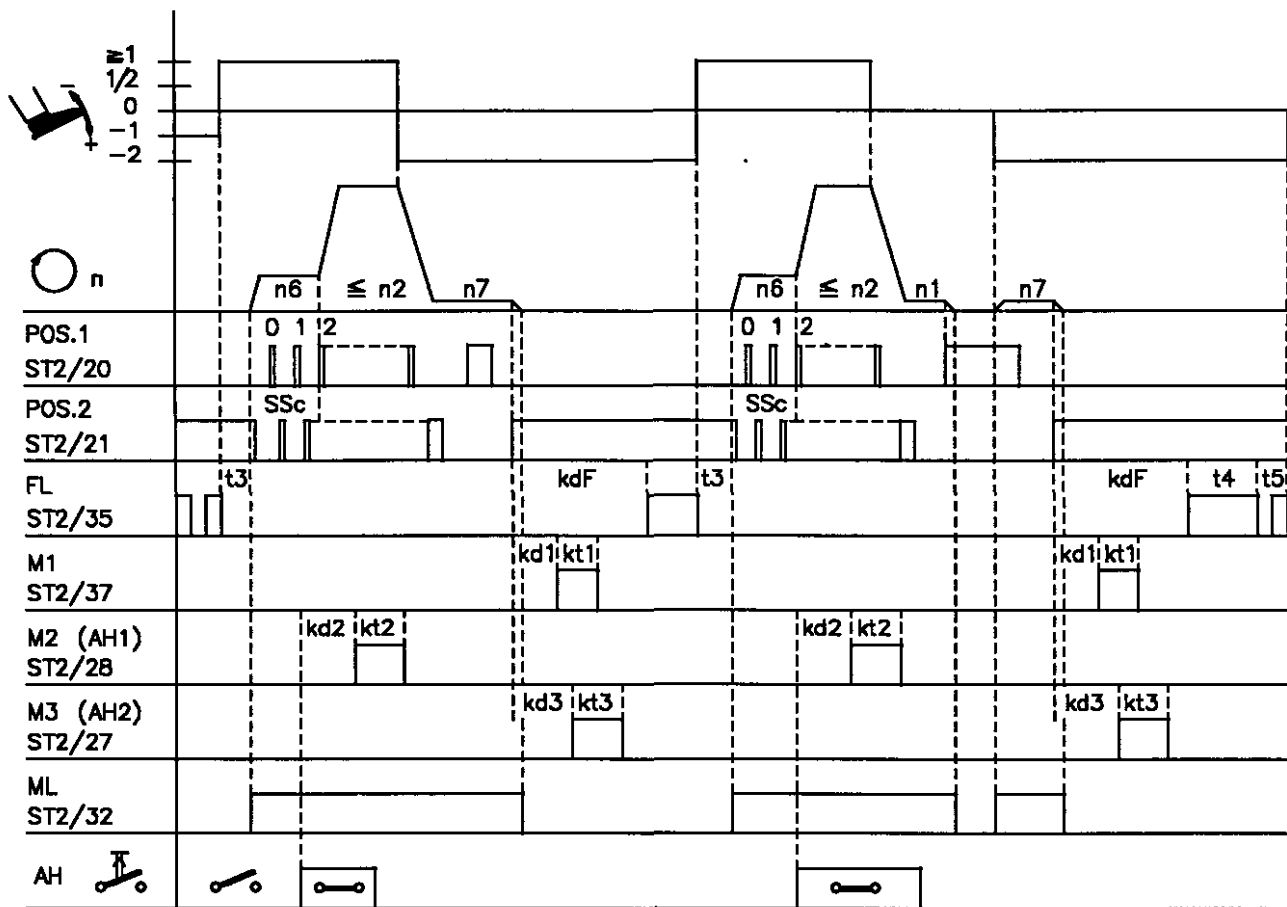 ≧1
1/2
0
-1
-2
-
+
n
n6 ≦ n2 n7 n6 ≦ n2 n1 n7
POS.1
ST2/20
0 1 2 0 1 2
POS.2
ST2/21
SSc SSc
FL
ST2/35
t3 kdF t3 kdF t4 t5
M1
ST2/37
kd1 kt1 kd1 kt1
M2 (AH1)
ST2/28
kd2 kt2 kd2 kt2
M3 (AH2)
ST2/27
kd3 kt3 kd3 kt3
ML
ST2/32
AH